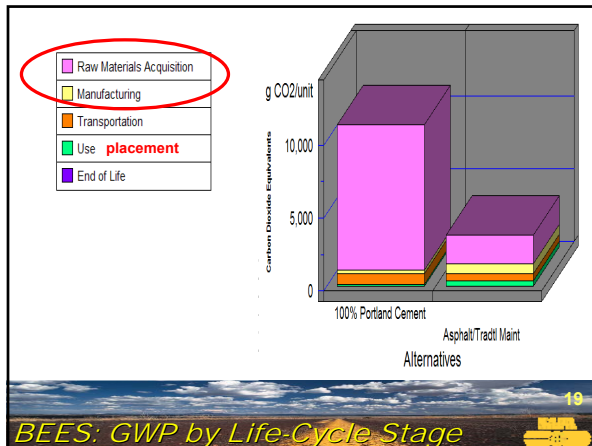 Raw Materials Acquisition
Manufacturing
Transportation
Use placement
End of Life
g CO2/unit
Carbon Dioxide Equivalents
10,000
5,000
0
100% Portland Cement
Asphalt/Tradtl Maint
Alternatives
19
BEES: GWP by Life-Cycle Stage